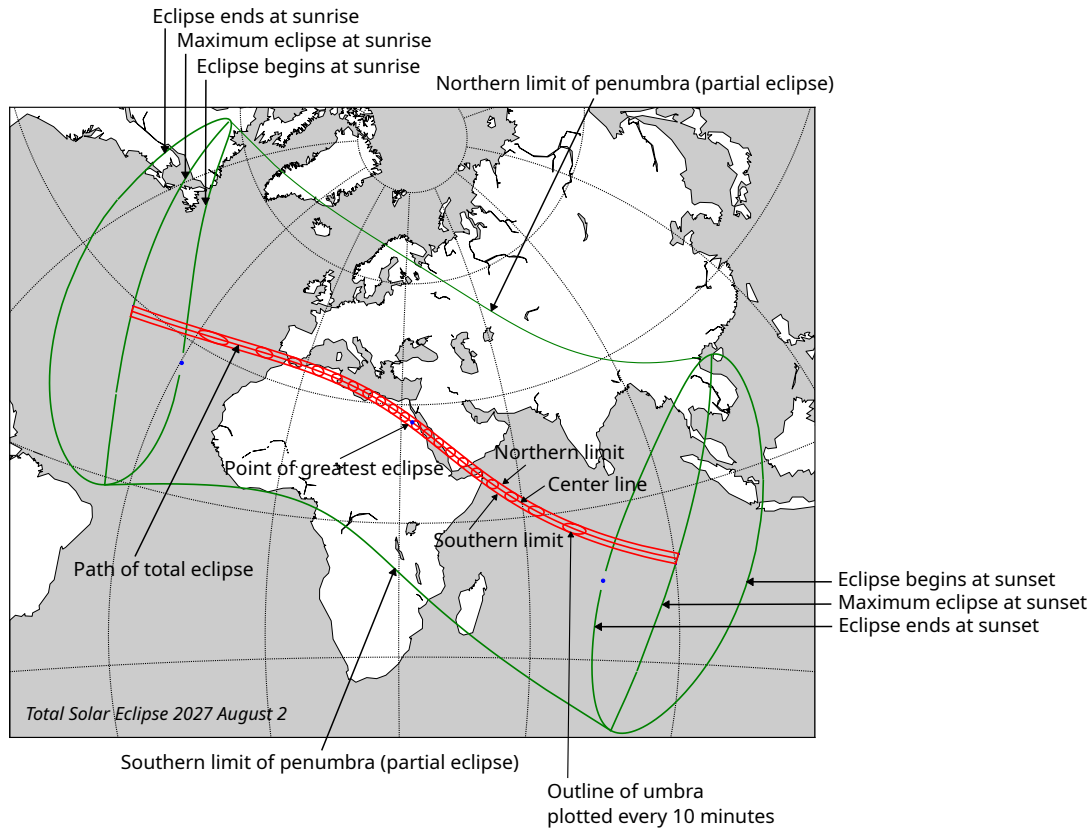 Eclipse ends at sunrise
Maximum eclipse at sunrise
Eclipse begins at sunrise
Northern limit of penumbra (partial eclipse)
Point of greatest eclipse
Northern limit
Center line
Southern limit
Path of total eclipse
Eclipse begins at sunset
Maximum eclipse at sunset
Eclipse ends at sunset
Total Solar Eclipse 2027 August 2
Southern limit of penumbra (partial eclipse)
Outline of umbra
plotted every 10 minutes